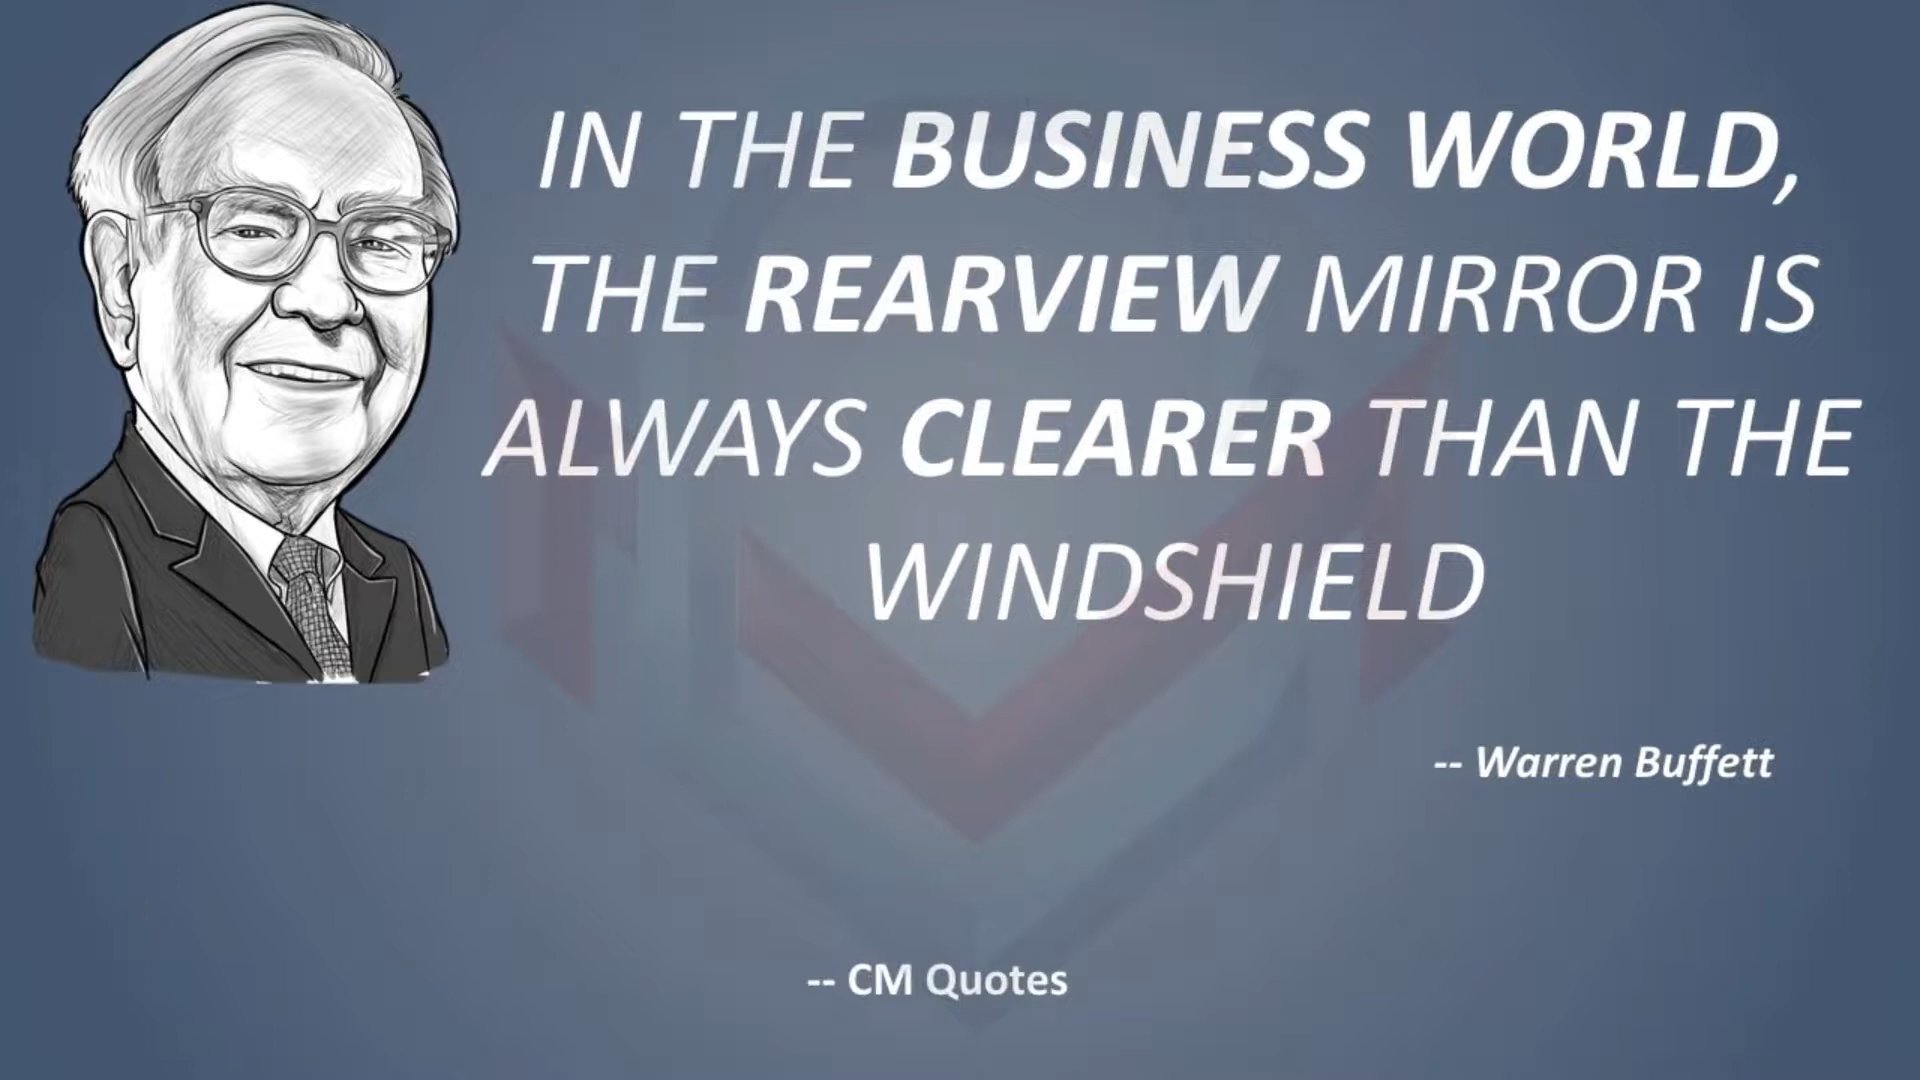 IN THE BUSINESS WORLD,
THE REARVIEW MIRROR IS
ALWAYS CLEARER THAN THE
WINDSHIELD
-- Warren Buffett
-- CM Quotes